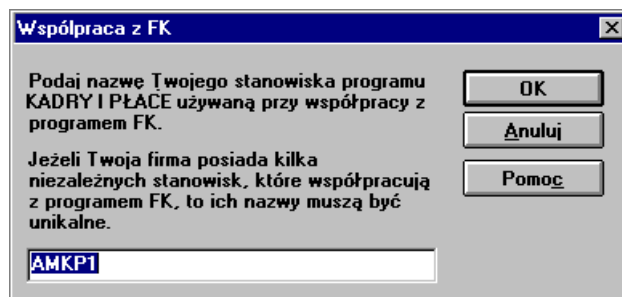 Współpraca z FK
Podaj nazwę Twojego stanowiska programu
KADRY I PŁACE używaną przy współpracy z
programem FK.
Jeżeli Twoja firma posiada kilka
niezależnych stanowisk, które współpracują
z programem FK, to ich nazwy muszą być
unikalne.
AMKP1
OK
Anuluj
Pomoc